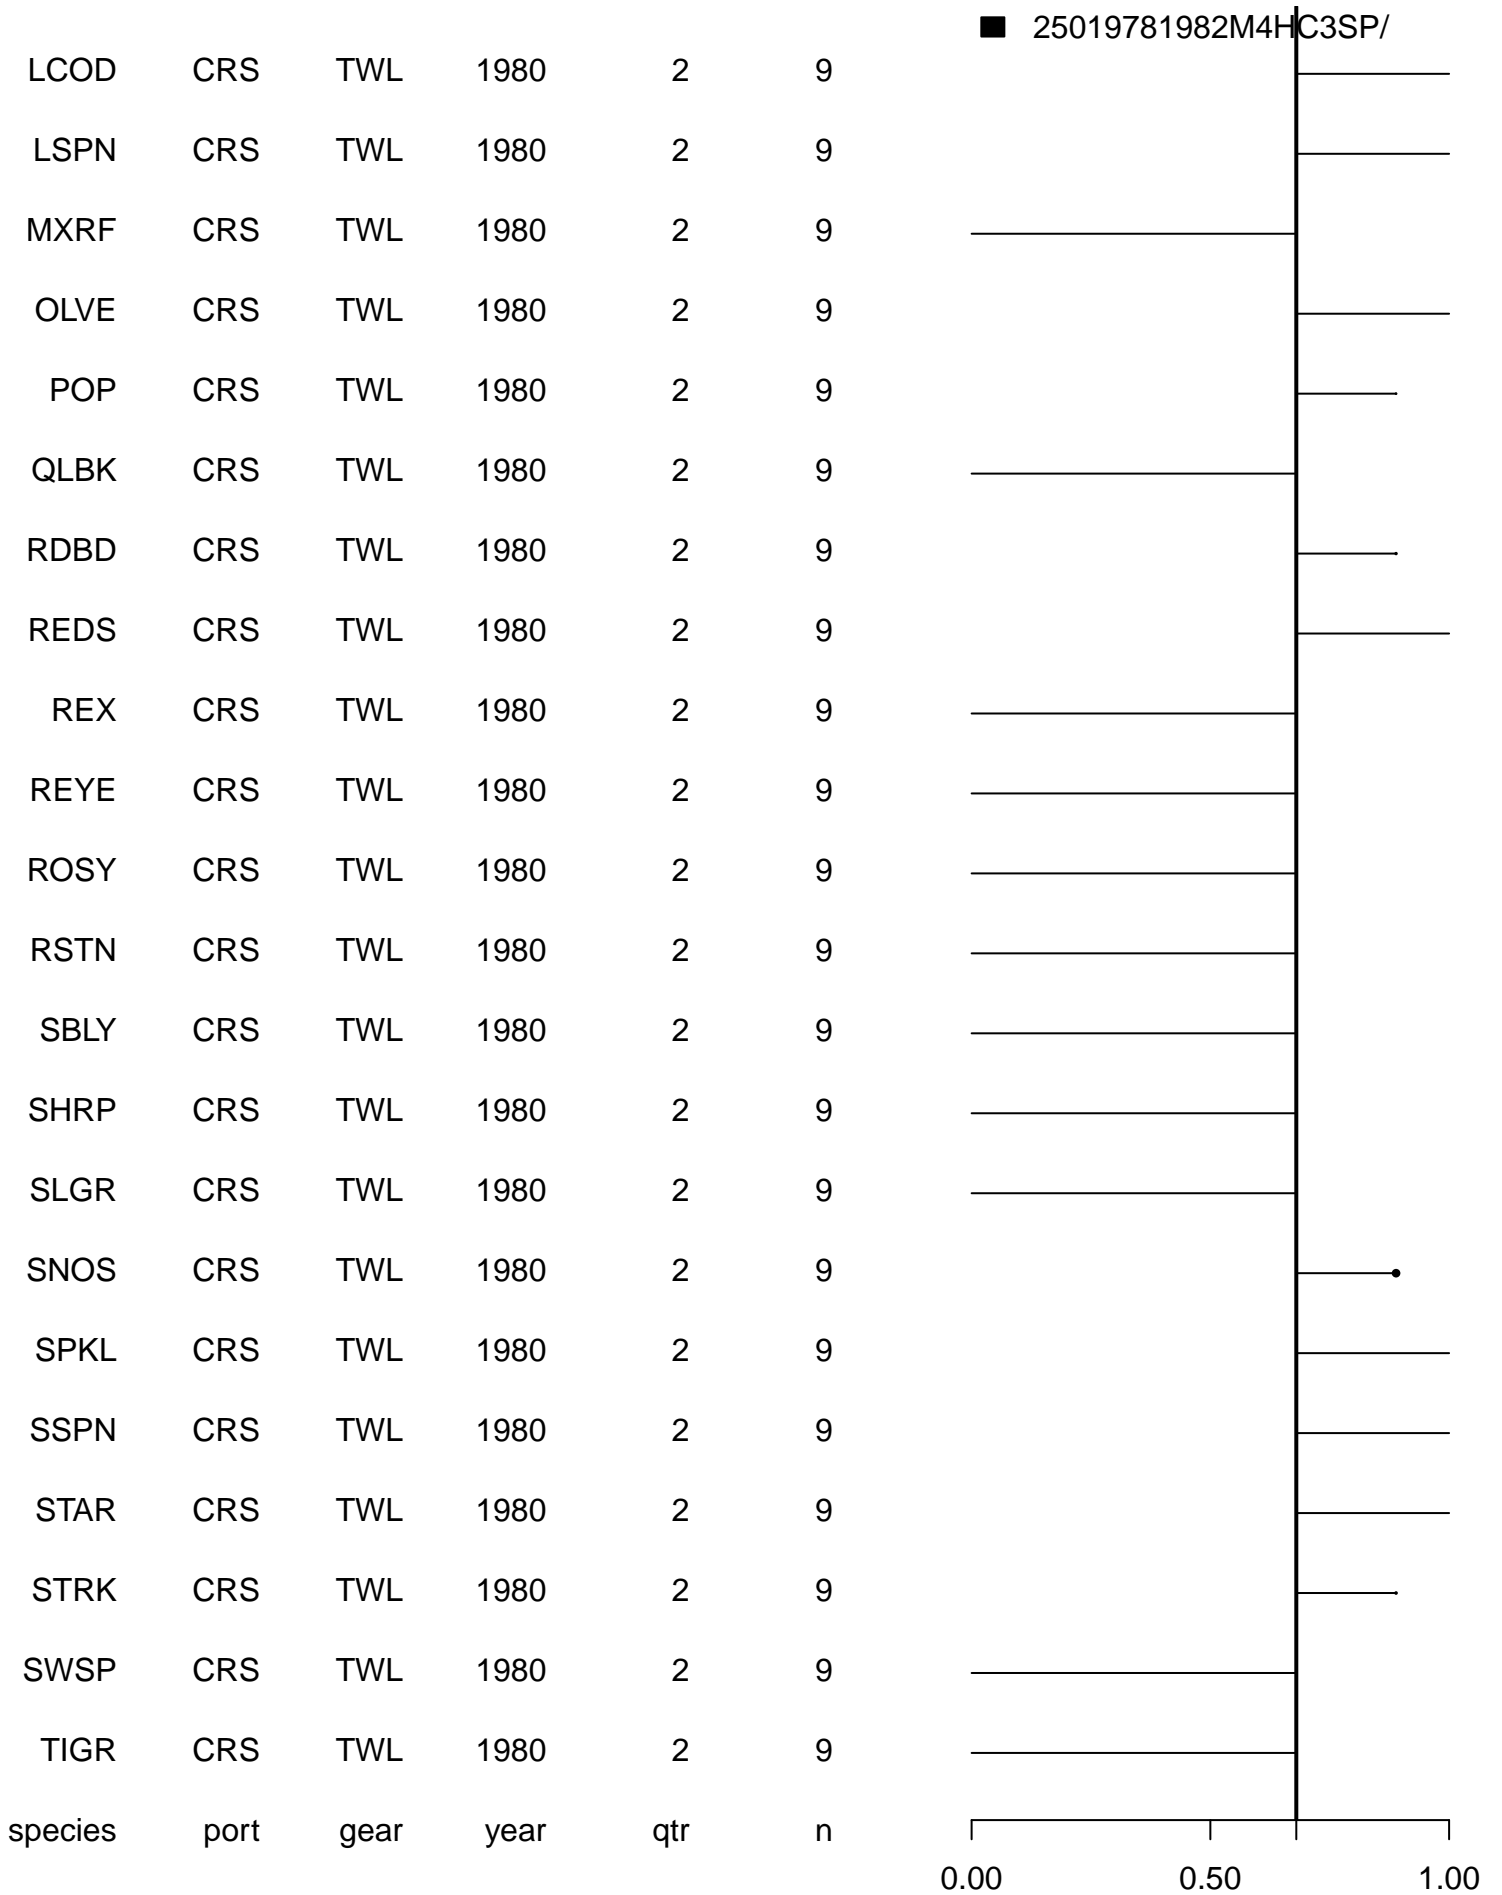 25019781982M4HC3SP/
LCOD CRS TWL 1980 2 9
LSPN CRS TWL 1980 2 9
MXRF CRS TWL 1980 2 9
OLVE CRS TWL 1980 2 9
POP CRS TWL 1980 2 9
QLBK CRS TWL 1980 2 9
RDBD CRS TWL 1980 2 9
REDS CRS TWL 1980 2 9
REX CRS TWL 1980 2 9
REYE CRS TWL 1980 2 9
ROSY CRS TWL 1980 2 9
RSTN CRS TWL 1980 2 9
SBLY CRS TWL 1980 2 9
SHRP CRS TWL 1980 2 9
SLGR CRS TWL 1980 2 9
SNOS CRS TWL 1980 2 9
SPKL CRS TWL 1980 2 9
SSPN CRS TWL 1980 2 9
STAR CRS TWL 1980 2 9
STRK CRS TWL 1980 2 9
SWSP CRS TWL 1980 2 9
TIGR CRS TWL 1980 2 9
species port gear year qtr n
0.00 0.50 1.00